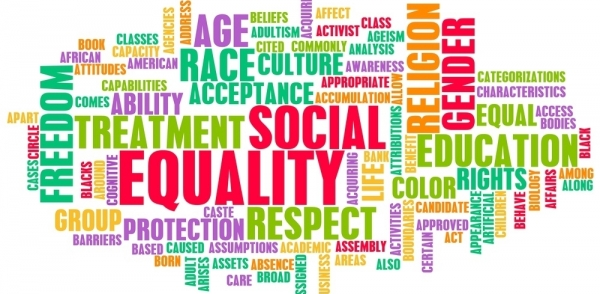 BELIEFS
AFFECT
ACQUIRI
ADULTISM
ACTIVIST
CLASS
AGEISM
CITED
COMMONLY
ANALYSIS
ADDRESS
AGENCIES
AGE
BOOK
CLASSES
CAPACITY
AFRICAN
AMERICAN
ATTITUDES
RACE
CULTURE
AWARENESS
APPROPRIATE
CAPABILITIES
ACCEPTANCE
ACCUMULATION
ALLOW
RELIGION
GENDER
CATEGORIZATIONS
CHARACTERISTICS
COMES
ABILITY
EQUAL
ACCESS
BODIES
APART
CIRCLE
CASES
FREEDOM
TREATMENT
SOCIAL
ATTRIBUTIONS
BENEFIT
EDUCATION
BLACK
BLACKS
AROUND
COGNITIVE
EQUALITY
ACQUIRING
LIFE
BANK
COLOR
RIGHTS
BEHAVE
BIOLOGY
AFFAIRS
AMONG
ALONG
GROUP
BARRIERS
PROTECTION
CASTE
RESPECT
ACTIVITIES
BOUNDARIES
CANDIDATE
APPROVED
CERTAIN
ACT
APPEARANCE
ARTIFICIAL
CHILDREN
BASED
CAUSED
ASSUMPTIONS
ACADEMIC
ASSEMBLY
BORN
ADULT
ARISES
ASSETS
ABSENCE
AREAS
ALSO
CARE
BROAD
SSIGNED
USINESS